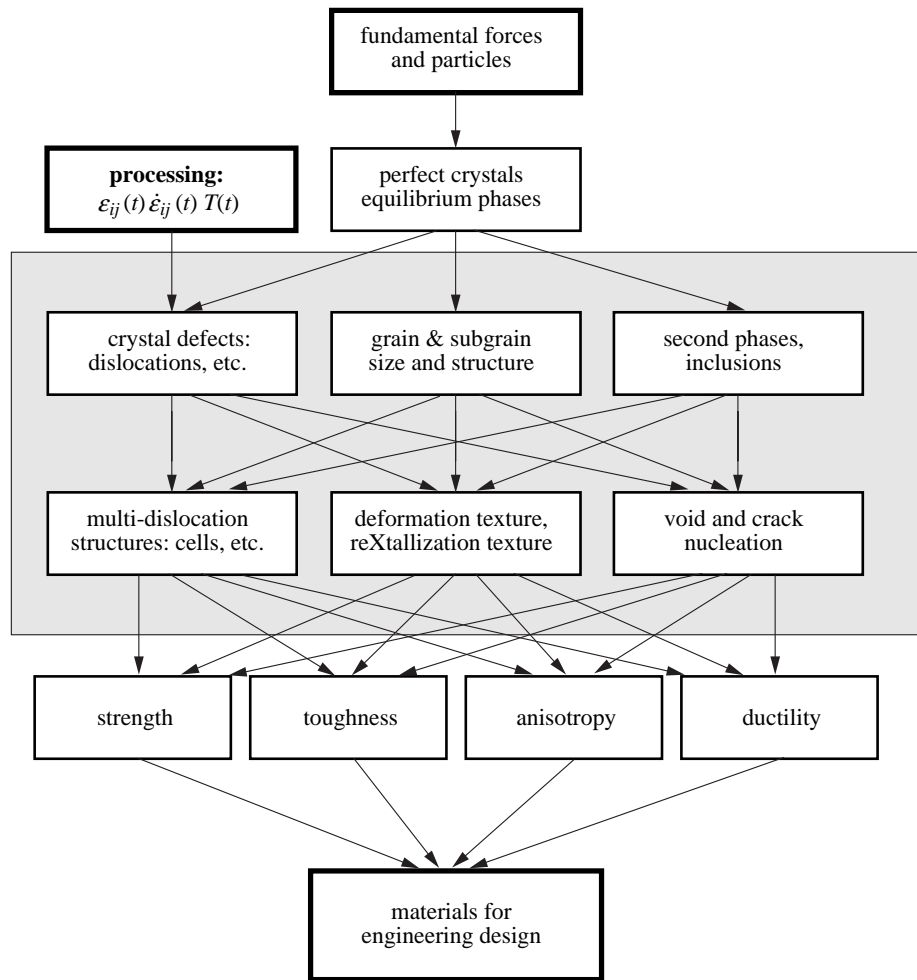 fundamental forces
and particles
processing:
ε_ij (t) ε̇_ij (t) T(t)
perfect crystals
equilibrium phases
crystal defects:
dislocations, etc.
grain & subgrain
size and structure
second phases,
inclusions
multi-dislocation
structures: cells, etc.
deformation texture,
reXtallization texture
void and crack
nucleation
strength
toughness
anisotropy
ductility
materials for
engineering design